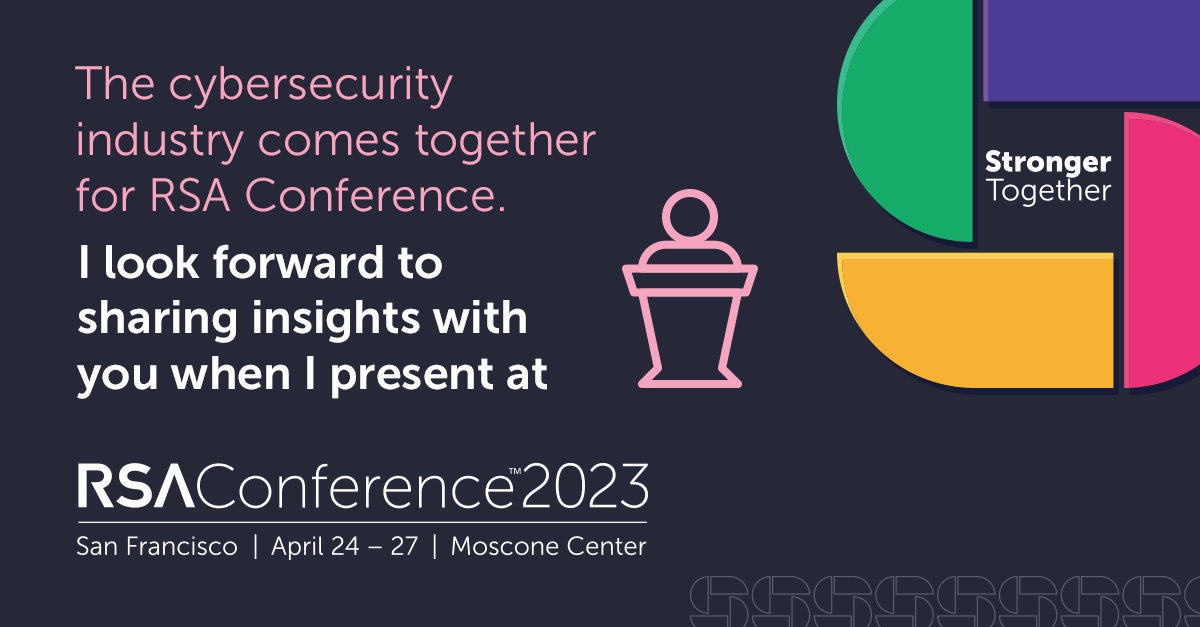 The cybersecurity
industry comes together
for RSA Conference.
I look forward to
sharing insights with
you when I present at
Stronger
Together
RSAConference™2023
San Francisco | April 24 – 27 | Moscone Center